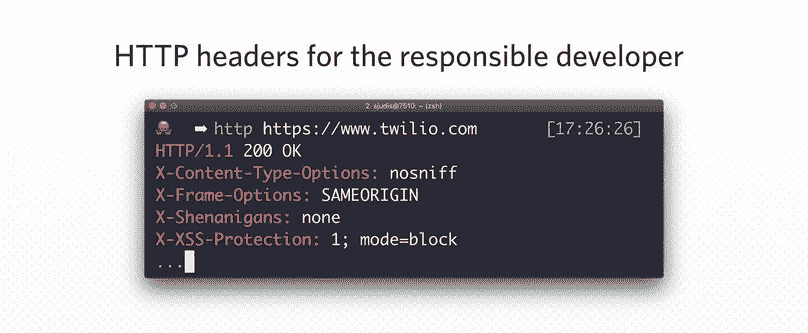 HTTP headers for the responsible developer
2. sjudis@7510: ~ (zsh)
➡ http https://www.twilio.com [17:26:26]
HTTP/1.1 200 OK
X-Content-Type-Options: nosniff
X-Frame-Options: SAMEORIGIN
X-Shenanigans: none
X-XSS-Protection: 1; mode=block
...